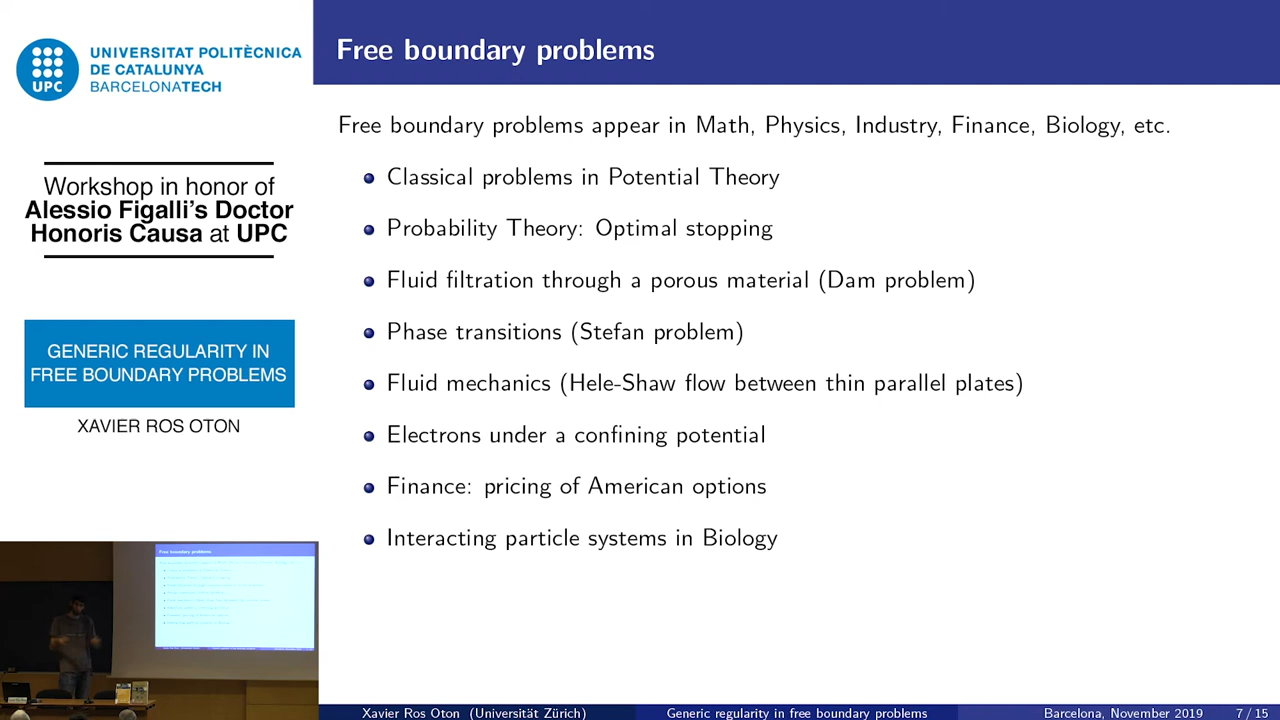 UNIVERSITAT POLITÈCNICA
DE CATALUNYA
BARCELONATECH
UPC
Workshop in honor of
Alessio Figalli's Doctor
Honoris Causa at UPC
GENERIC REGULARITY IN
FREE BOUNDARY PROBLEMS
XAVIER ROS OTON
Free boundary problems
Free boundary problems appear in Math, Physics, Industry, Finance, Biology, etc.
Classical problems in Potential Theory
Probability Theory: Optimal stopping
Fluid filtration through a porous material (Dam problem)
Phase transitions (Stefan problem)
Fluid mechanics (Hele-Shaw flow between thin parallel plates)
Electrons under a confining potential
Finance: pricing of American options
Interacting particle systems in Biology
Free boundary problems
Xavier Ros Oton (Universität Zürich)
Generic regularity in free boundary problems
Barcelona, November 2019
7 / 15